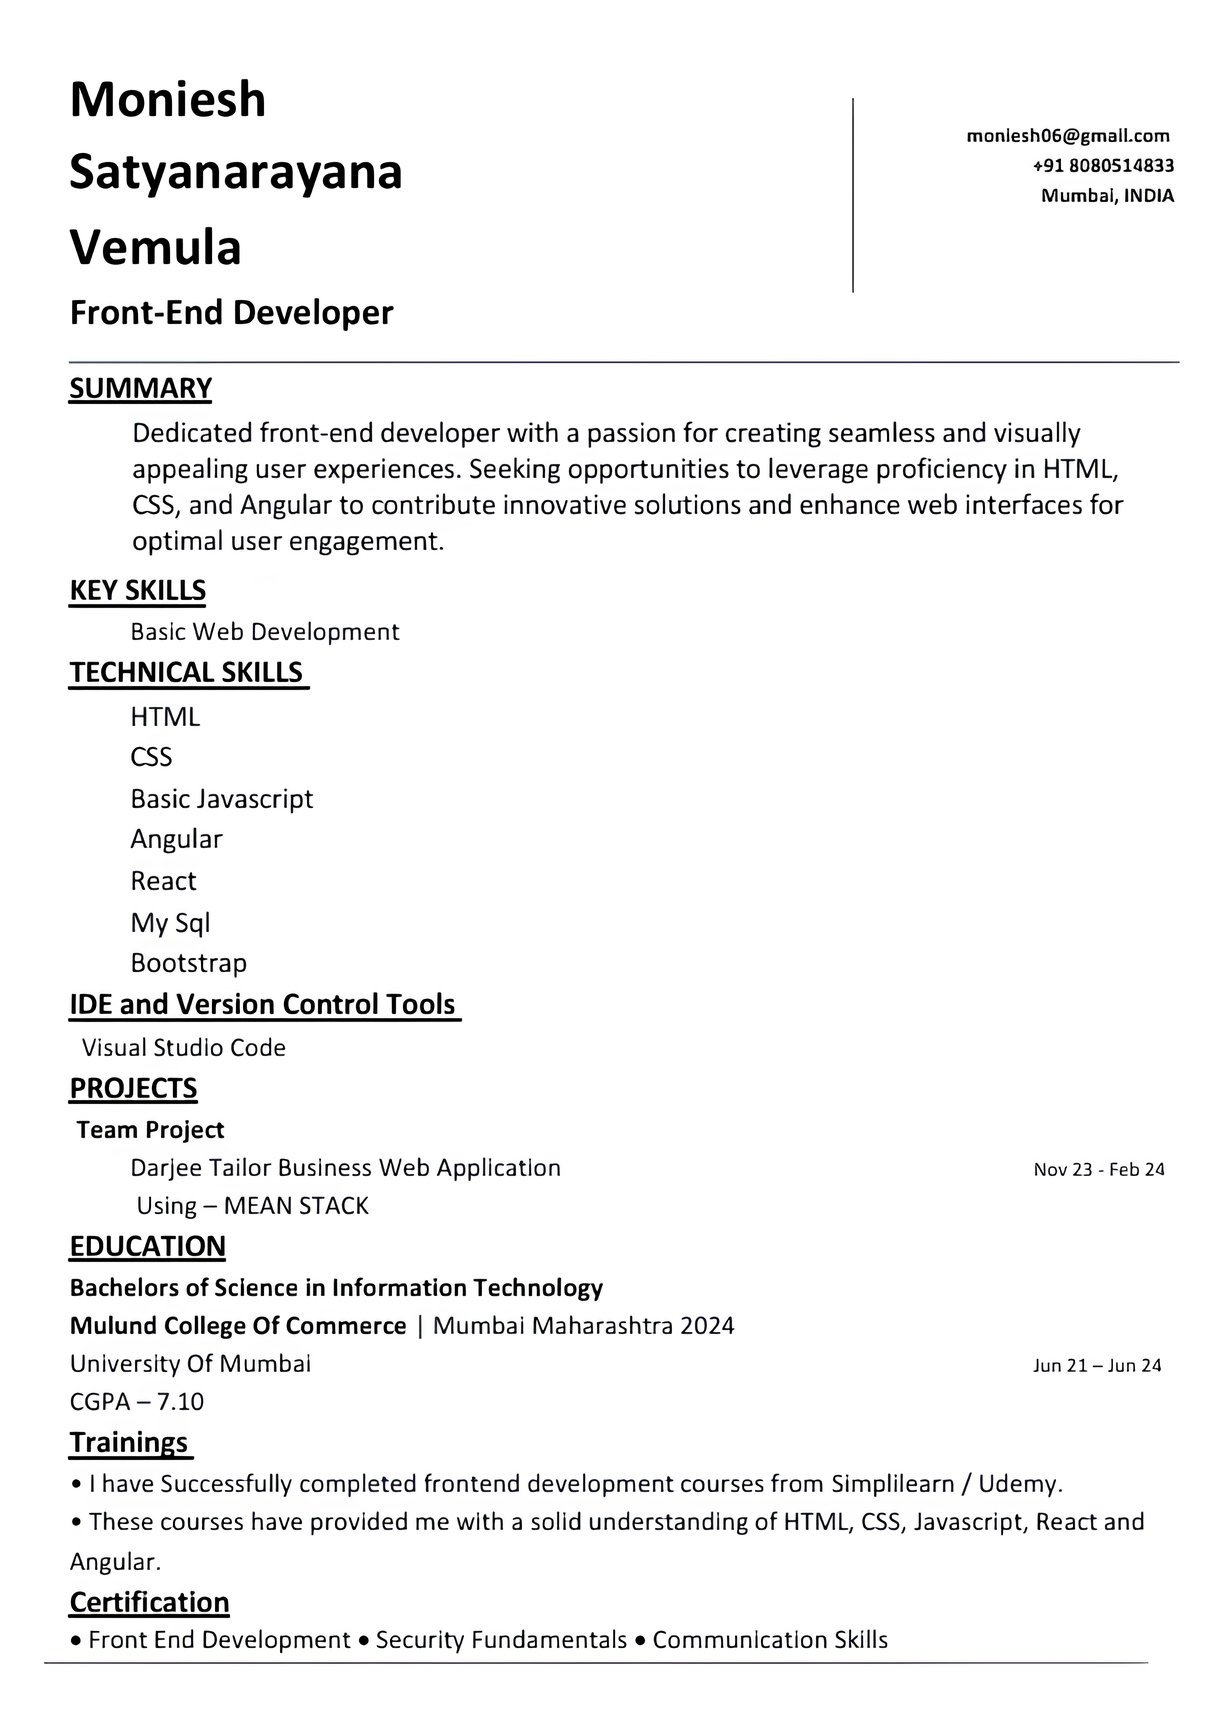 Moniesh
Satyanarayana
Vemula
Front-End Developer
moniesh06@gmail.com
+91 8080514833
Mumbai, INDIA
SUMMARY
Dedicated front-end developer with a passion for creating seamless and visually
appealing user experiences. Seeking opportunities to leverage proficiency in HTML,
CSS, and Angular to contribute innovative solutions and enhance web interfaces for
optimal user engagement.
KEY SKILLS
Basic Web Development
TECHNICAL SKILLS
HTML
CSS
Basic Javascript
Angular
React
My Sql
Bootstrap
IDE and Version Control Tools
Visual Studio Code
PROJECTS
Team Project
Darjee Tailor Business Web Application Nov 23 - Feb 24
Using – MEAN STACK
EDUCATION
Bachelors of Science in Information Technology
Mulund College Of Commerce | Mumbai Maharashtra 2024
University Of Mumbai Jun 21 – Jun 24
CGPA – 7.10
Trainings
• I have Successfully completed frontend development courses from Simplilearn / Udemy.
• These courses have provided me with a solid understanding of HTML, CSS, Javascript, React and
Angular.
Certification
• Front End Development • Security Fundamentals • Communication Skills